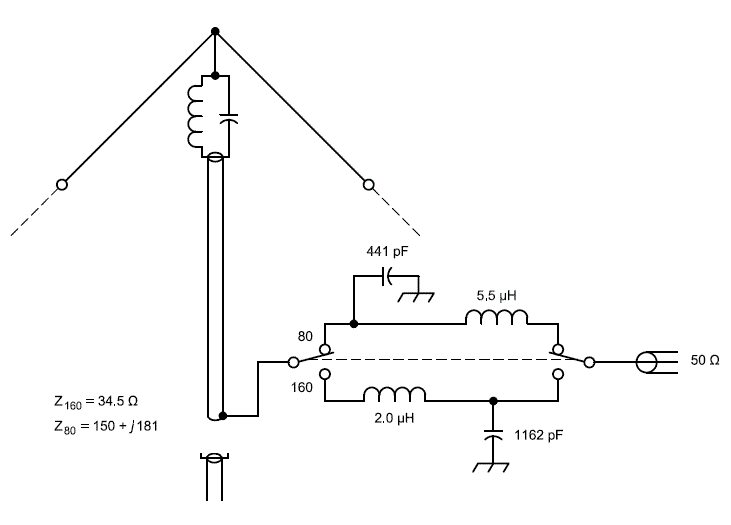 441 pF
5,5 μH
80
50 Ω
160
Z160 = 34.5 Ω
2.0 μH
Z80 = 150 + j181
1162 pF